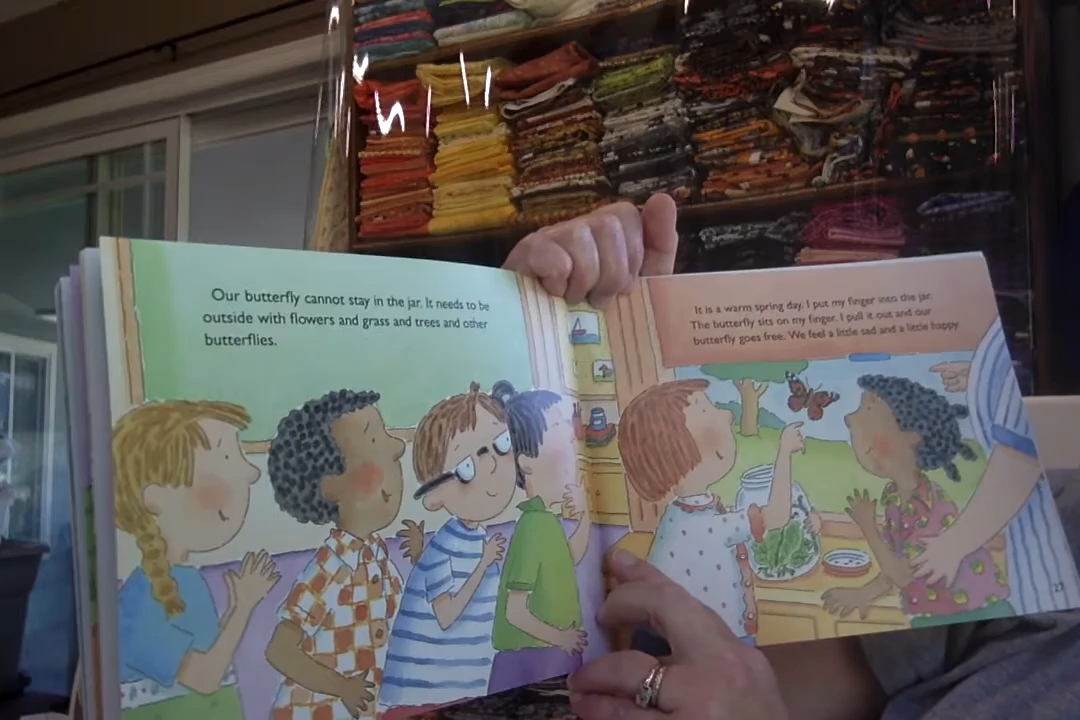 Our butterfly cannot stay in the jar. It needs to be
outside with flowers and grass and trees and other
butterflies.
It is a warm spring day. I put my finger into the jar.
The butterfly sits on my finger. I pull it out and our
butterfly goes free. We feel a little sad and a little happy.
23